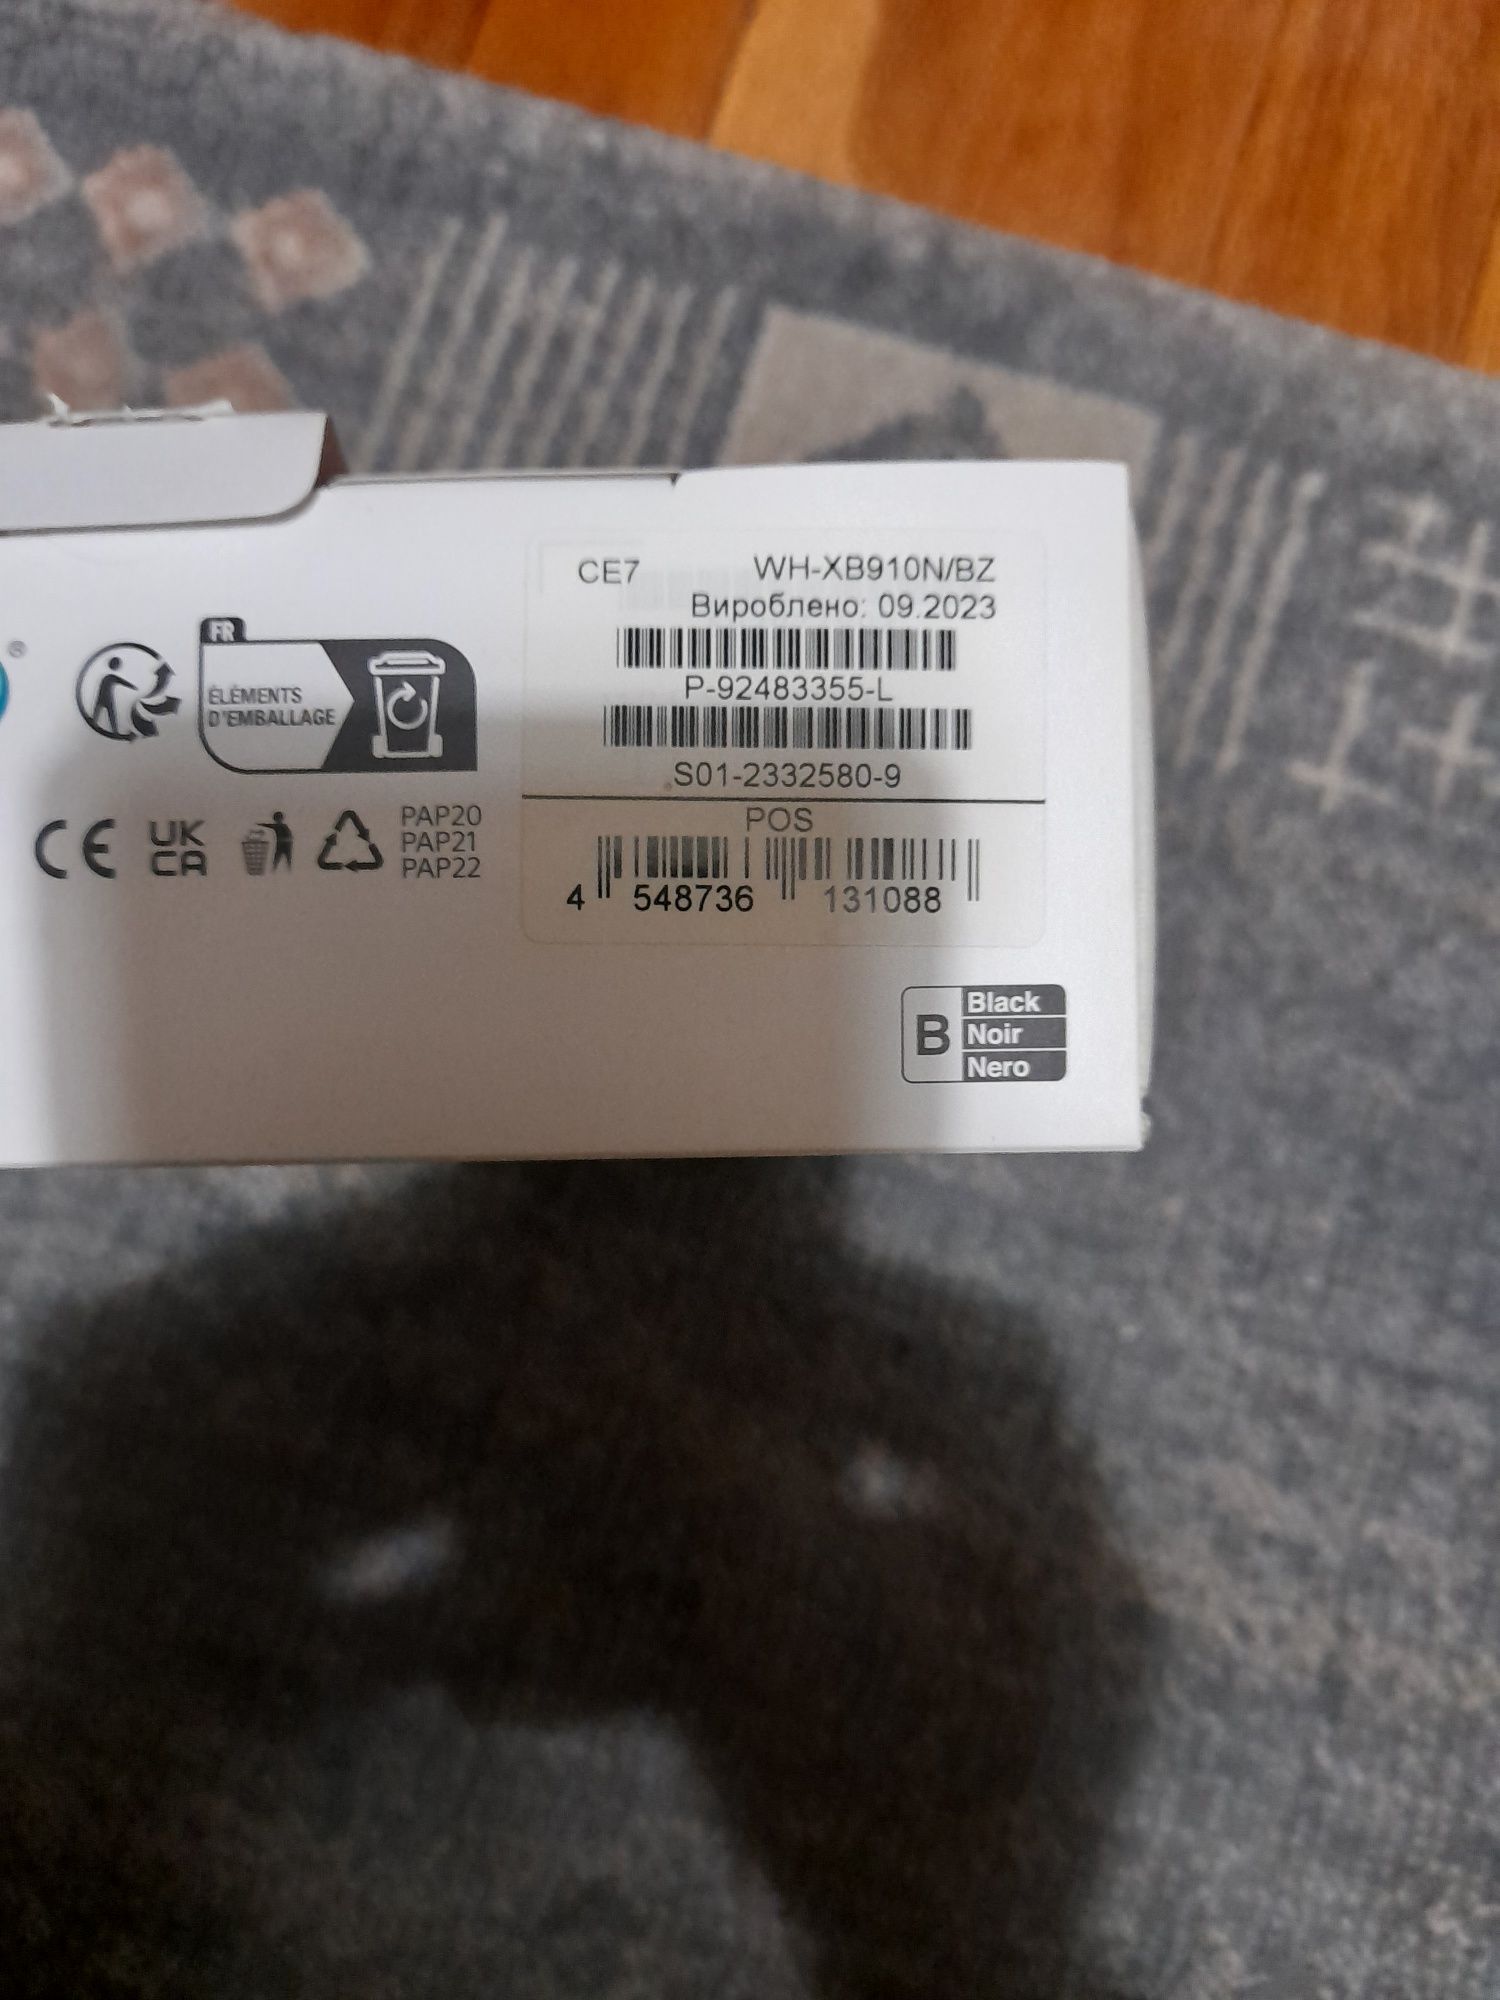 ®
FR
ÉLÉMENTS
D'EMBALLAGE
CE
UK
CA
PAP20
PAP21
PAP22
CE7 WH-XB910N/BZ
Вироблено: 09.2023
P-92483355-L
S01-2332580-9
POS
4 548736 131088
B
Black
Noir
Nero